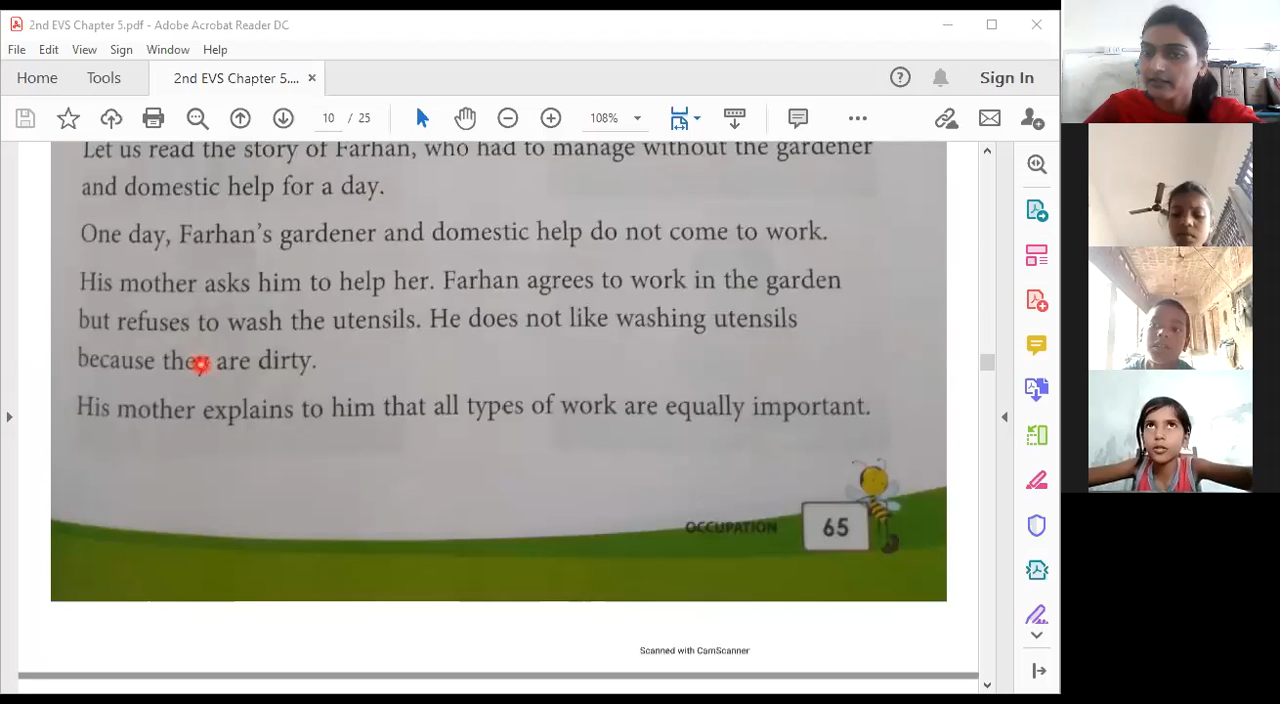 2nd EVS Chapter 5.pdf - Adobe Acrobat Reader DC
File Edit View Sign Window Help
Home Tools 2nd EVS Chapter 5.... × Sign In
10 / 25 108%
Let us read the story of Farhan, who had to manage without the gardener
and domestic help for a day.
One day, Farhan's gardener and domestic help do not come to work.
His mother asks him to help her. Farhan agrees to work in the garden
but refuses to wash the utensils. He does not like washing utensils
because they are dirty.
His mother explains to him that all types of work are equally important.
OCCUPATION 65
Scanned with CamScanner